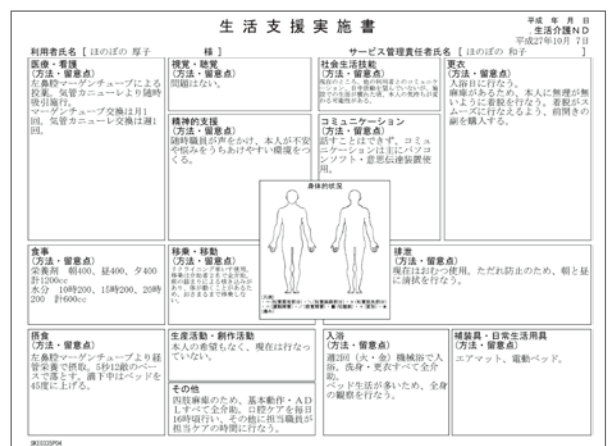 生活支援実施書
平成 年 月 日
.生活介護ND
平成27年10月 7日
利用者氏名 [ ほのぼの 厚子 様 ]
サービス管理責任者氏名 [ ほのぼの 和子 ]
医療・看護
(方法・留意点)
左鼻腔マーゲンチューブによる
投薬。気管カニューレより随時
吸引施行。
マーゲンチューブ交換は月1
回。気管カニューレ交換は週1
回。
視覚・聴覚
(方法・留意点)
問題はない。
精神的支援
(方法・留意点)
随時職員が声をかけ、本人が不安
や悩みをうちあけやすい環境をつ
くる。
社会生活技能
(方法・留意点)
コミュニケーション
(方法・留意点)
話すことはできず、コミュ
ニケーションは主にパソコ
ンソフト・意思伝達装置使
用。
更衣
(方法・留意点)
入浴日に行なう。
麻痺があるため、本人に無理が無
いように着脱を行なう。着脱がス
ムーズに行なえるよう、前開きの
服を購入する。
身体的状況
食事
(方法・留意点)
栄養剤 朝400、昼400、夕400
計1200cc
水分 10時200、15時200、20時
200 計600cc
移乗・移動
(方法・留意点)
排泄
(方法・留意点)
現在はおむつ使用。ただれ防止のため、朝と昼
に清拭を行なう。
摂食
(方法・留意点)
左鼻腔マーゲンチューブより経
管栄養で摂取。5秒12敵のペー
スで落とす。滴下中はベッドを
45度に上げる。
生産活動・創作活動
(方法・留意点)
本人の希望もなく、現在は行なっ
ていない。
その他
(方法・留意点)
四肢麻痺のため、基本動作・AD
Lすべて全介助。口腔ケアを毎日
16時頃行い、その他に担当職員が
担当ケアの時間に行なう。
入浴
(方法・留意点)
週2回(火・金)機械浴で入
浴。洗身・更衣すべて全介
助。
ベッド生活が多いため、全身
の観察を行なう。
補装具・日常生活用具
(方法・留意点)
エアマット、電動ベッド。